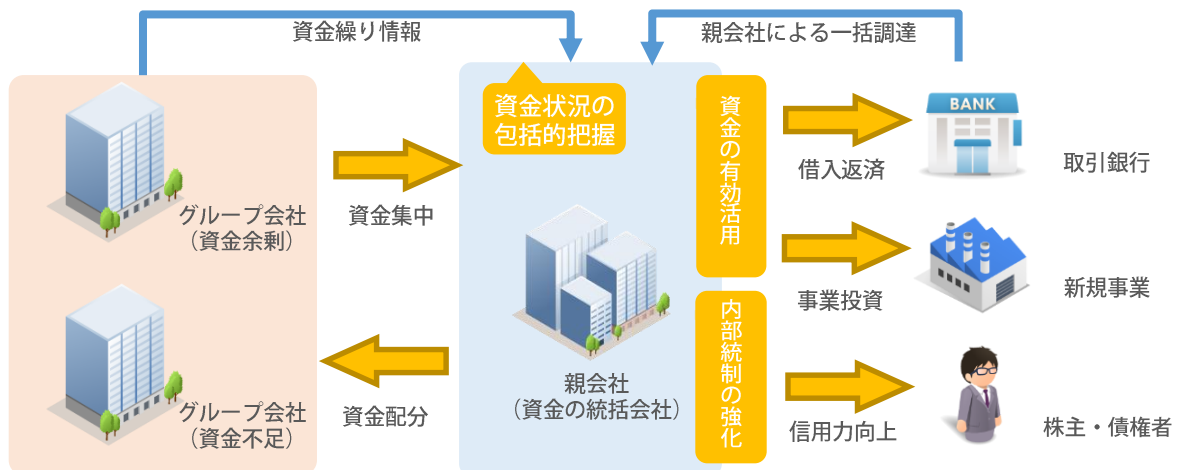 資金繰り情報
親会社による一括調達
資金状況の
包括的把握
グループ会社
（資金余剰）
資金集中
グループ会社
（資金不足）
資金配分
親会社
（資金の統括会社）
資金の有効活用
内部統制の強化
借入返済
BANK
取引銀行
事業投資
新規事業
信用力向上
株主・債権者